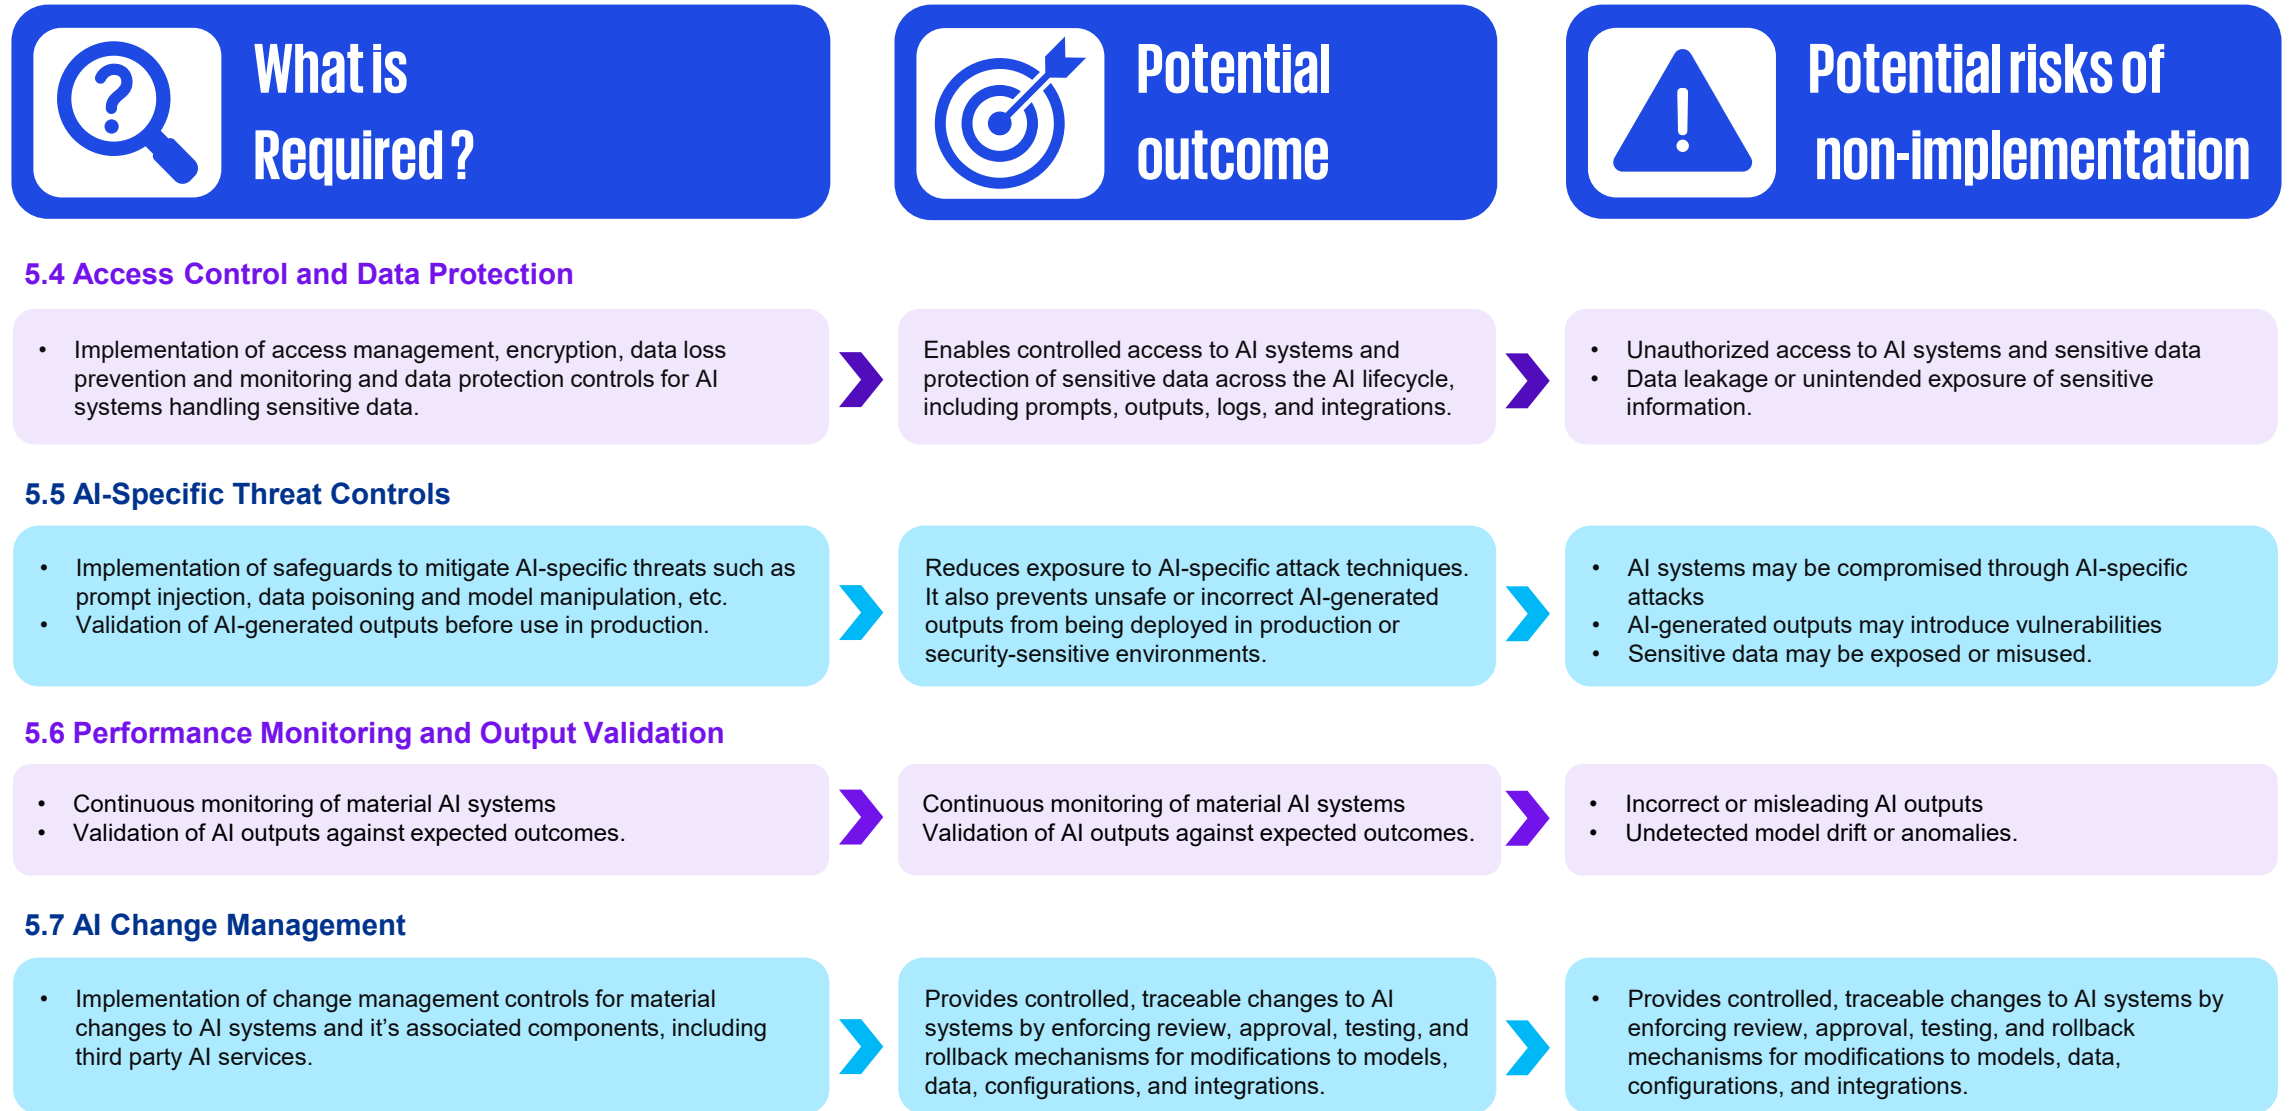 What is
Required ?
Potential
outcome
Potential risks of
non-implementation
5.4 Access Control and Data Protection
• Implementation of access management, encryption, data loss
prevention and monitoring and data protection controls for AI
systems handling sensitive data.
Enables controlled access to AI systems and
protection of sensitive data across the AI lifecycle,
including prompts, outputs, logs, and integrations.
• Unauthorized access to AI systems and sensitive data
• Data leakage or unintended exposure of sensitive
information.
5.5 AI-Specific Threat Controls
• Implementation of safeguards to mitigate AI-specific threats such as
prompt injection, data poisoning and model manipulation, etc.
• Validation of AI-generated outputs before use in production.
Reduces exposure to AI-specific attack techniques.
It also prevents unsafe or incorrect AI-generated
outputs from being deployed in production or
security-sensitive environments.
• AI systems may be compromised through AI-specific
attacks
• AI-generated outputs may introduce vulnerabilities
• Sensitive data may be exposed or misused.
5.6 Performance Monitoring and Output Validation
• Continuous monitoring of material AI systems
• Validation of AI outputs against expected outcomes.
Continuous monitoring of material AI systems
Validation of AI outputs against expected outcomes.
• Incorrect or misleading AI outputs
• Undetected model drift or anomalies.
5.7 AI Change Management
• Implementation of change management controls for material
changes to AI systems and it’s associated components, including
third party AI services.
Provides controlled, traceable changes to AI
systems by enforcing review, approval, testing, and
rollback mechanisms for modifications to models,
data, configurations, and integrations.
• Provides controlled, traceable changes to AI systems by
enforcing review, approval, testing, and rollback
mechanisms for modifications to models, data,
configurations, and integrations.